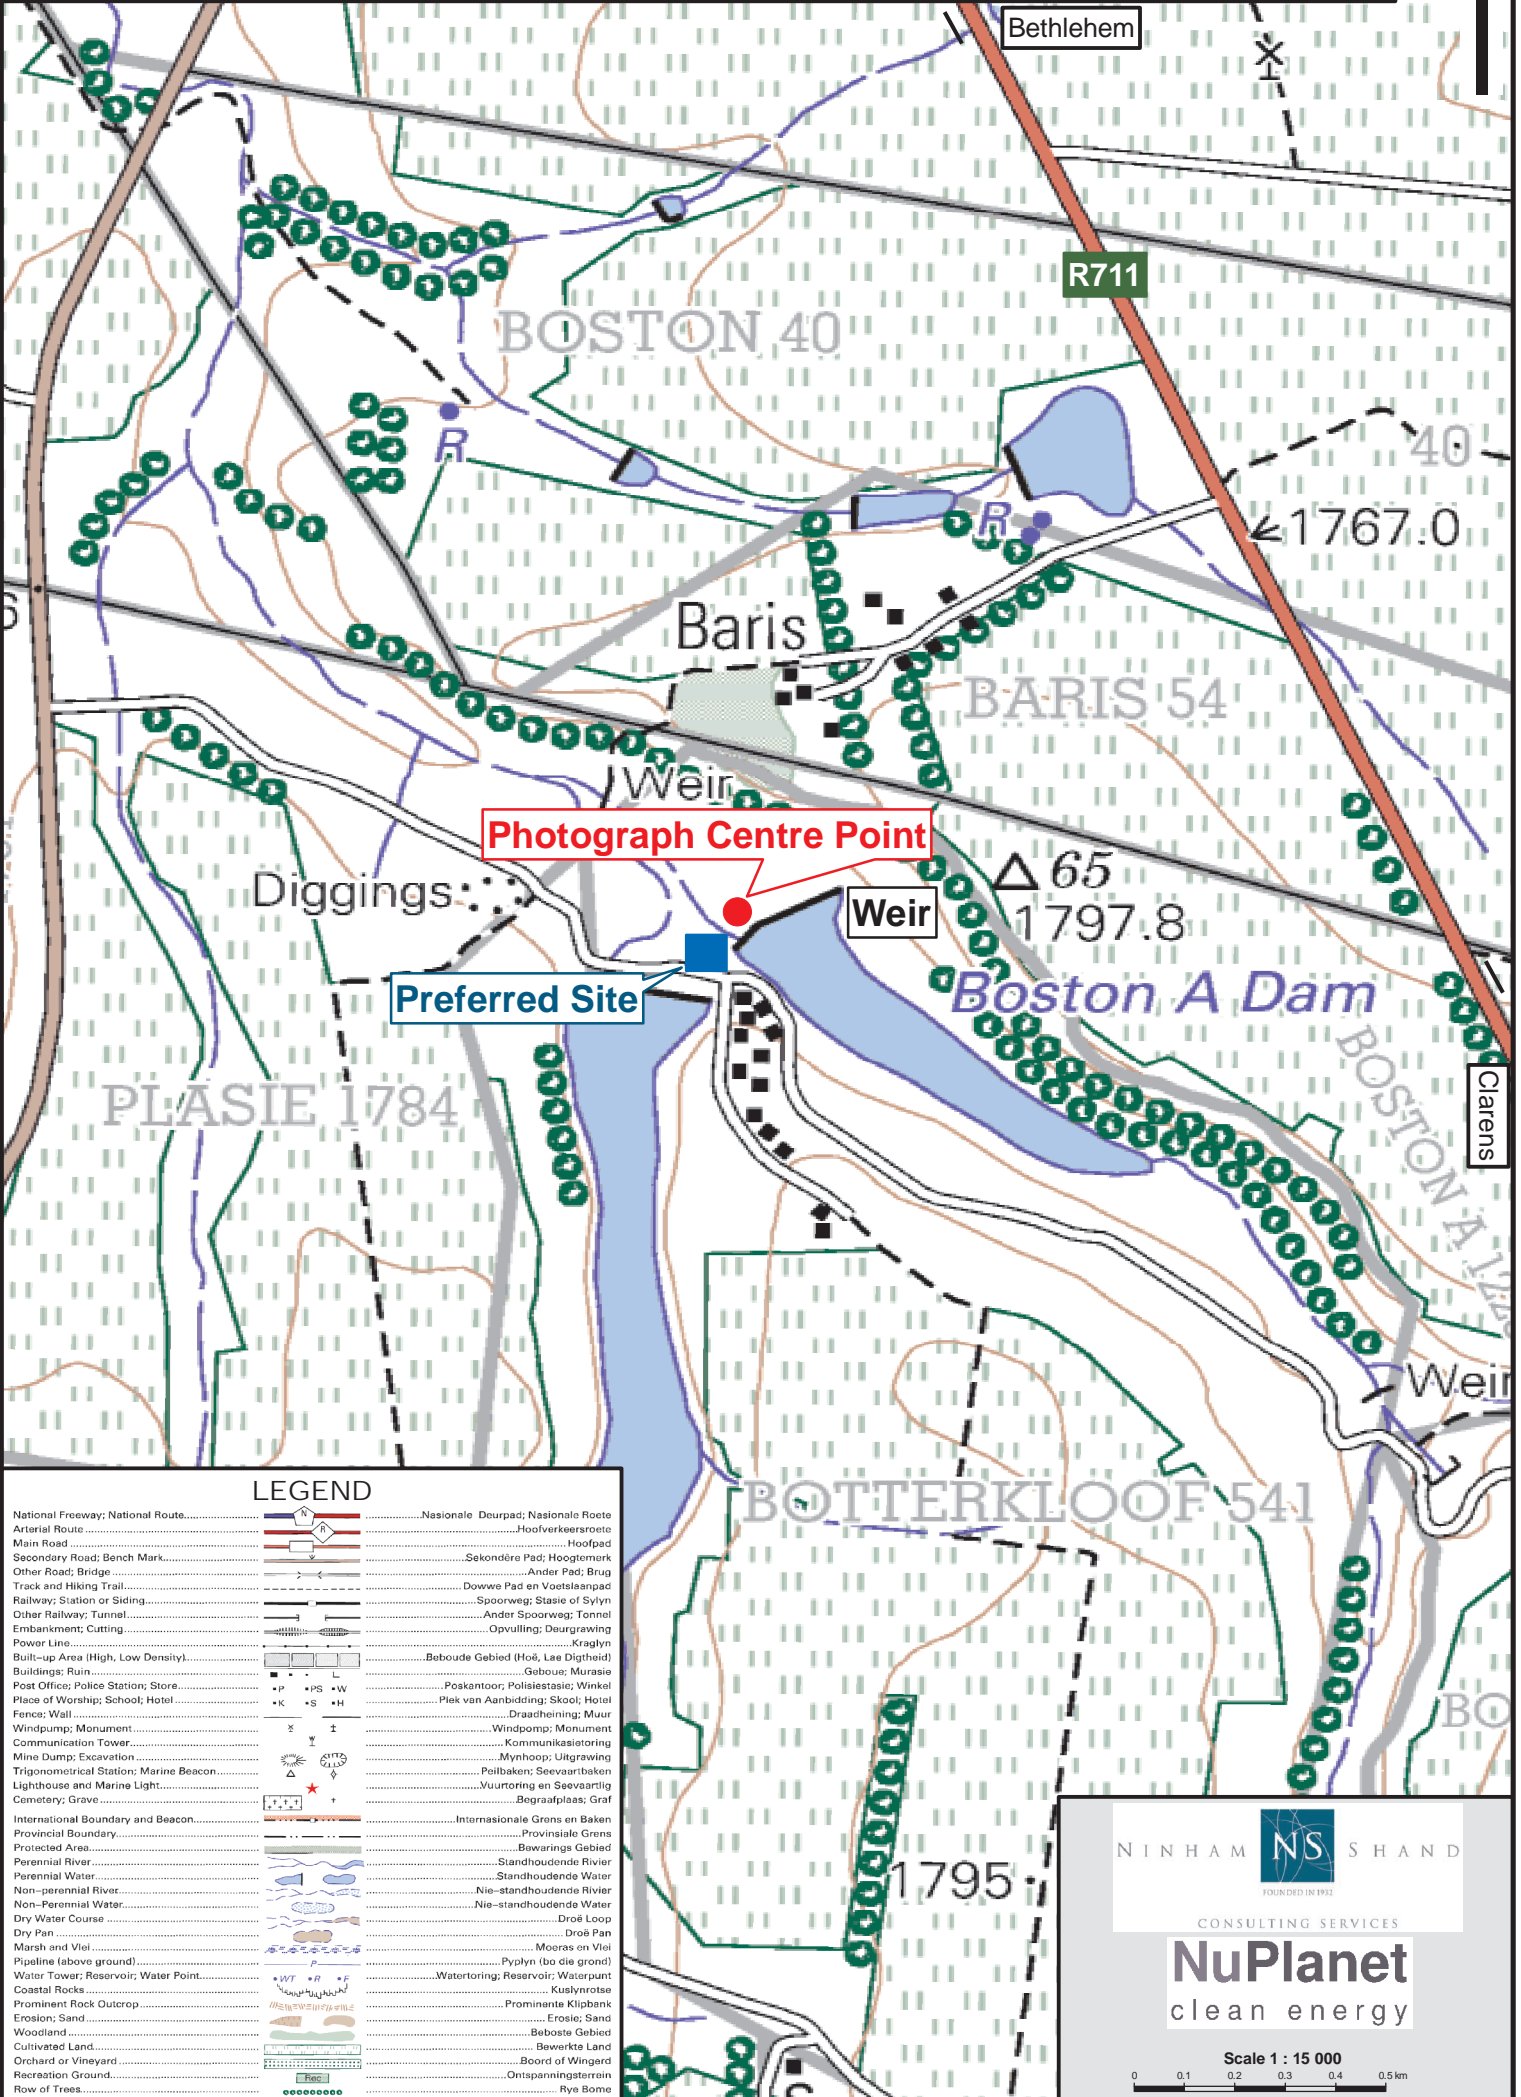 Bethlehem
R711
BOSTON 40
R
40
R
1767.0
Baris
BARIS 54
Weir
Photograph Centre Point
65
1797.8
Diggings
Weir
Preferred Site
Boston A Dam
Clarens
PLASIE 1784
BOSTON A
Weir
BOTTERKLOOF 541
BO
1795
LEGEND
National Freeway; National Route N Nasionale Deurpad; Nasionale Roete
Arterial Route R Hoofverkeersroete
Main Road Hoofpad
Secondary Road; Bench Mark Sekondêre Pad; Hoogtemerk
Other Road; Bridge Ander Pad; Brug
Track and Hiking Trail Dowwe Pad en Voetslaanpad
Railway; Station or Siding Spoorweg; Stasie of Sylyn
Other Railway; Tunnel Ander Spoorweg; Tonnel
Embankment; Cutting Opvulling; Deurgrawing
Power Line Kraglyn
Built-up Area (High, Low Density) Beboude Gebied (Hoë, Lae Digtheid)
Buildings; Ruin Geboue; Murasie
Post Office; Police Station; Store P PS W Poskantoor; Polisiestasie; Winkel
Place of Worship; School; Hotel K S H Plek van Aanbidding; Skool; Hotel
Fence; Wall Draadheining; Muur
Windpump; Monument Windpomp; Monument
Communication Tower Kommunikasietoring
Mine Dump; Excavation Mynhoop; Uitgrawing
Trigonometrical Station; Marine Beacon Peilbaken; Seevaartbaken
Lighthouse and Marine Light Vuurtoring en Seevaartlig
Cemetery; Grave Begraafplaas; Graf
International Boundary and Beacon Internasionale Grens en Baken
Provincial Boundary Provinsiale Grens
Protected Area Bewarings Gebied
Perennial River Standhoudende Rivier
Perennial Water Standhoudende Water
Non-perennial River Nie-standhoudende Rivier
Non-Perennial Water Nie-standhoudende Water
Dry Water Course Droë Loop
Dry Pan Droë Pan
Marsh and Vlei Moeras en Vlei
Pipeline (above ground) P Pyplyn (bo die grond)
Water Tower; Reservoir; Water Point WT R F Watertoring; Reservoir; Waterpunt
Coastal Rocks Kuslynrotse
Prominent Rock Outcrop Prominente Klipbank
Erosion; Sand Erosie; Sand
Woodland Beboste Gebied
Cultivated Land Bewerkte Land
Orchard or Vineyard Boord of Wingerd
Recreation Ground Rec Ontspanningsterrein
Row of Trees Rye Bome
NINHAM NS SHAND
FOUNDED IN 1932
CONSULTING SERVICES
NuPlanet
clean energy
Scale 1 : 15 000
0 0.1 0.2 0.3 0.4 0.5 km